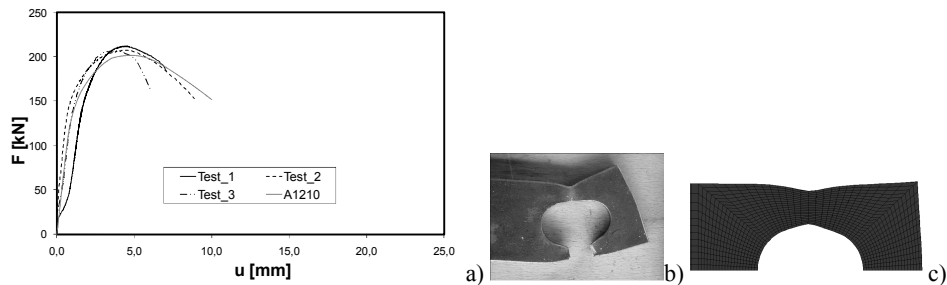 F [kN]
250
200
150
100
50
0
Test_1 Test_2
Test_3 A1210
0,0 5,0 10,0 15,0 20,0 25,0
u [mm]
a) b) c)